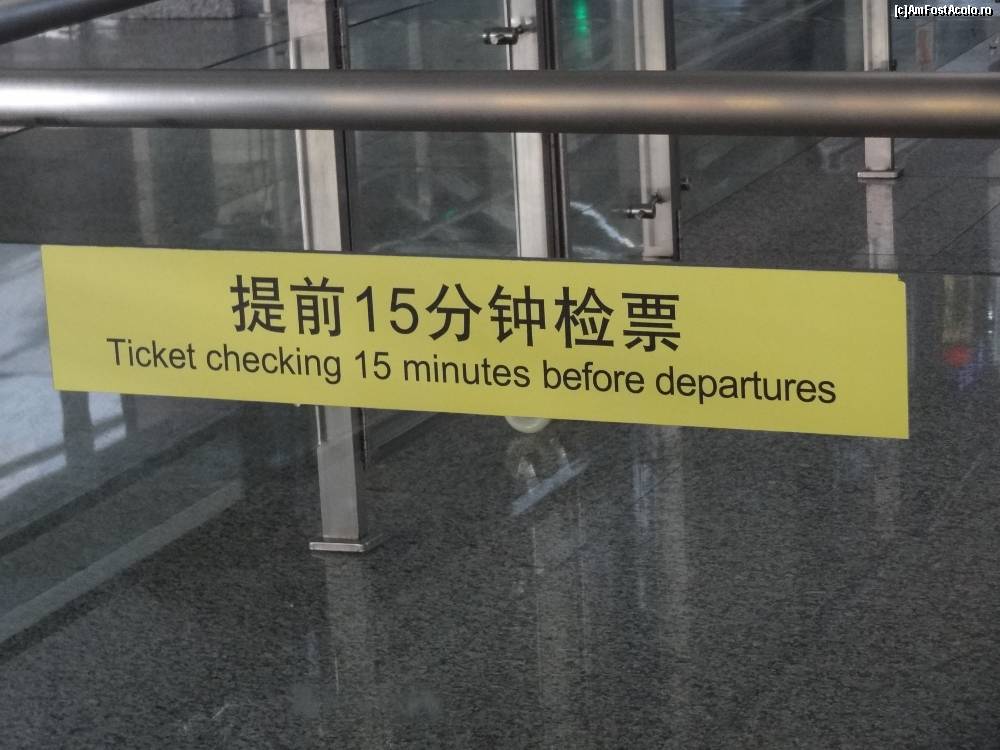 [c]AmFostAcolo.ro
提前15分钟检票
Ticket checking 15 minutes before departures